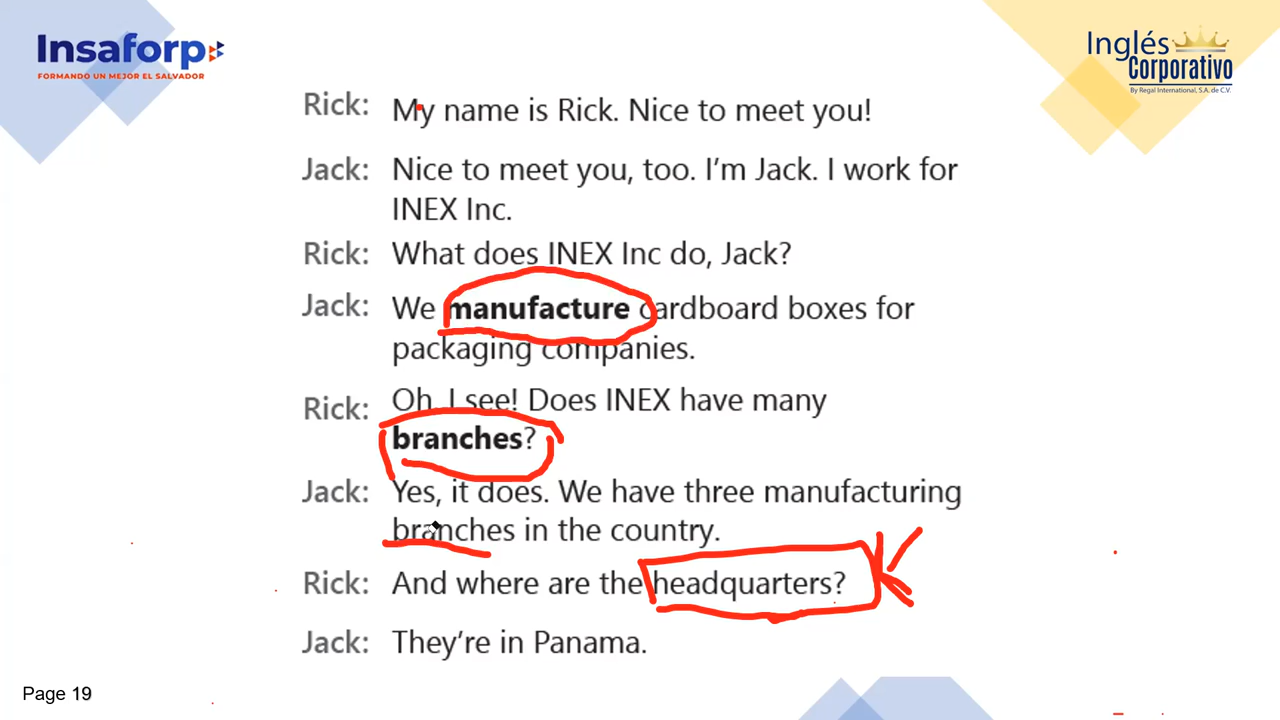 Insaforp
FORMANDO UN MEJOR EL SALVADOR
Inglés
Corporativo
By Regal International, S.A. de C.V.
Rick: My name is Rick. Nice to meet you!
Jack: Nice to meet you, too. I’m Jack. I work for
INEX Inc.
Rick: What does INEX Inc do, Jack?
Jack: We manufacture cardboard boxes for
packaging companies.
Rick: Oh, I see! Does INEX have many
branches?
Jack: Yes, it does. We have three manufacturing
branches in the country.
Rick: And where are the headquarters?
Jack: They’re in Panama.
Page 19